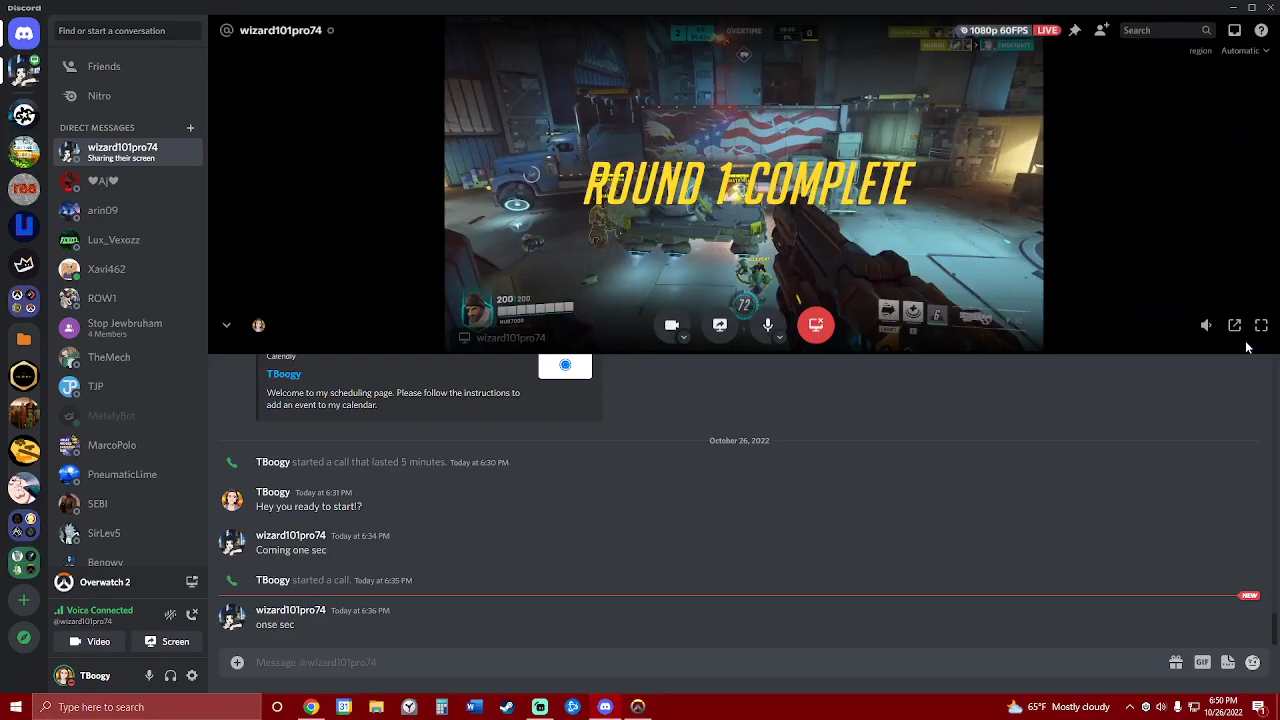 Discord
Find or start a conversation
wizard101pro74
1080p 60FPS LIVE
Search
region Automatic
Friends
Nitro
DIRECT MESSAGES
wizard101pro74
Sharing their screen
♥Aj♥
arin09
Lux_Vexozz
Xavi462
ROW1
Stop Jewbruham
4 Members
TheMech
TJP
MetafyBot
MarcoPolo
PneumaticLime
SEBI
SirLev5
Benowy
Overwatch 2
Voice Connected
@wizard101pro74
Video
Screen
TBoogy
2
OVERTIME
0
ROUND 1 COMPLETE
200 | 200
72
wizard101pro74
Calendly
TBoogy
Welcome to my scheduling page. Please follow the instructions to
add an event to my calendar.
October 26, 2022
TBoogy started a call that lasted 5 minutes. Today at 6:30 PM
TBoogy Today at 6:31 PM
Hey you ready to start!?
wizard101pro74 Today at 6:34 PM
Coming one sec
TBoogy started a call. Today at 6:35 PM
NEW
wizard101pro74 Today at 6:36 PM
onse sec
Message @wizard101pro74
GIF
Type here to search
65°F Mostly cloudy
6:50 PM
10/26/2022